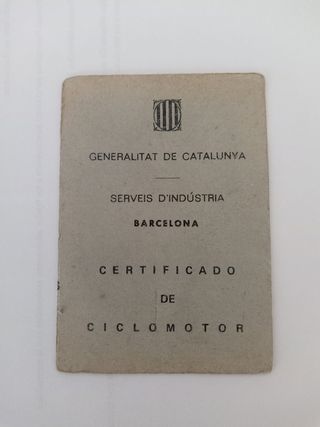 GENERALITAT DE CATALUNYA
SERVEIS D'INDÚSTRIA
BARCELONA
CERTIFICADO
DE
CICLOMOTOR